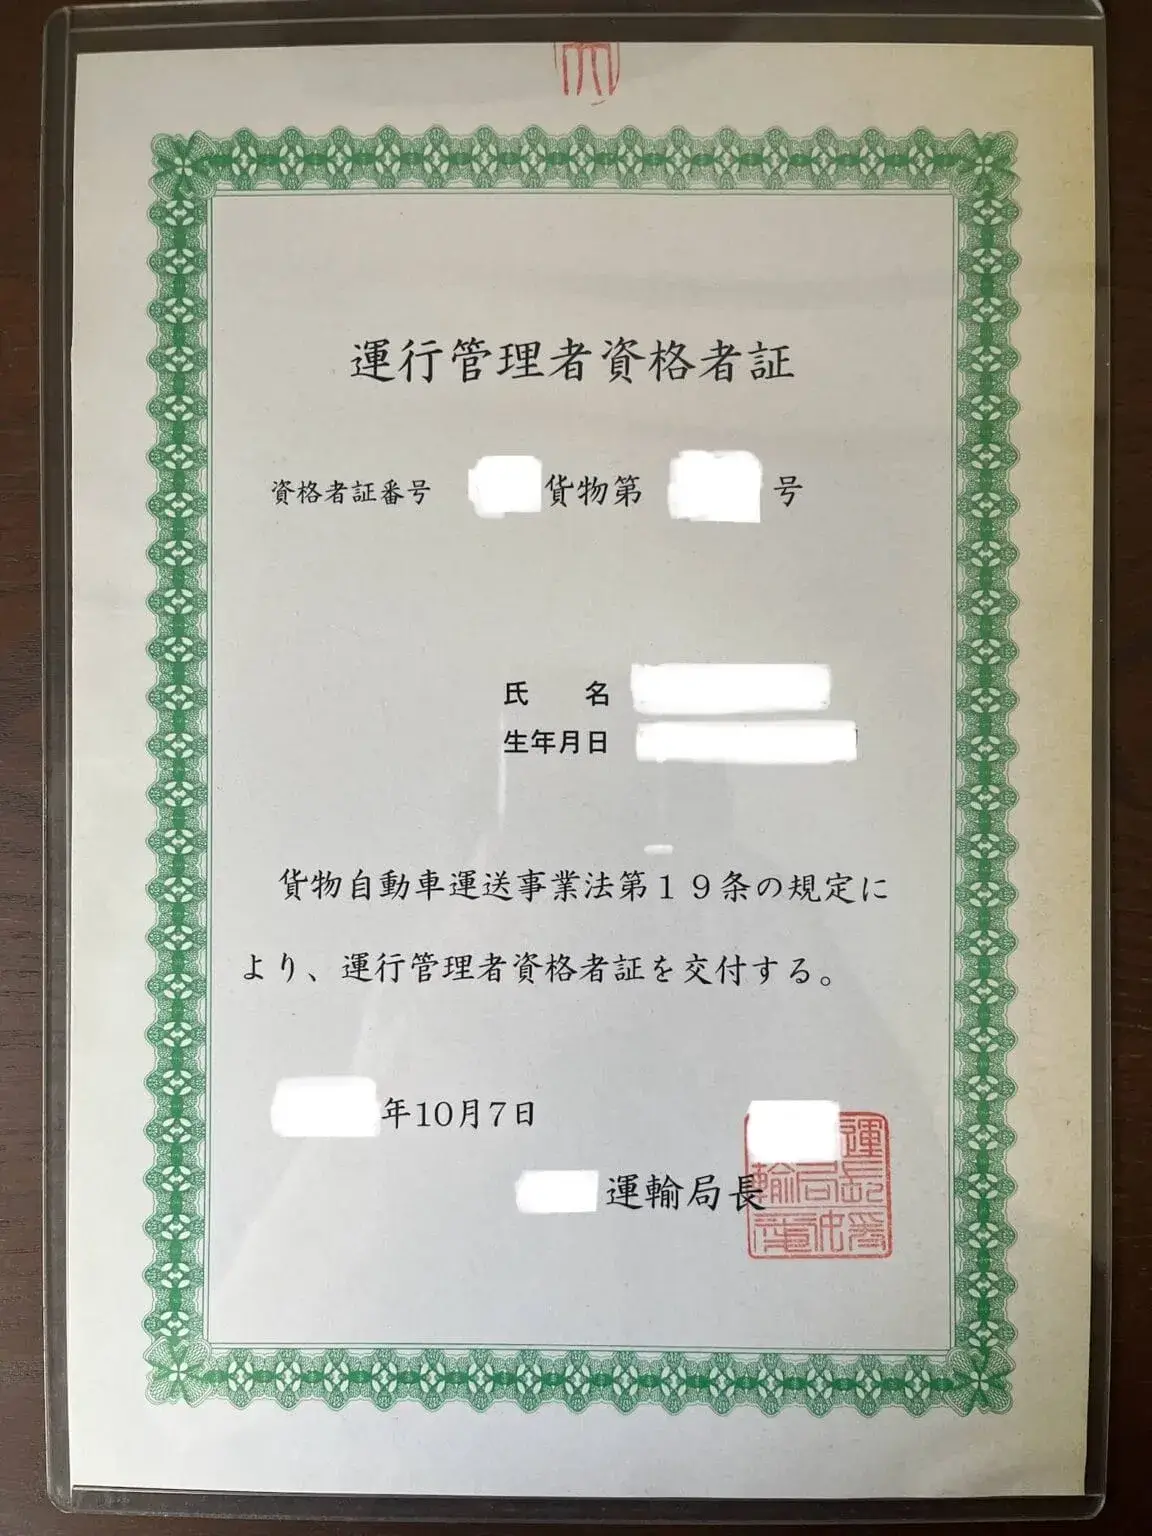 運行管理者資格者証
資格者証番号 貨物第 号
氏 名
生年月日
貨物自動車運送事業法第19条の規定に
より、運行管理者資格者証を交付する。
年10月7日
運輸局長